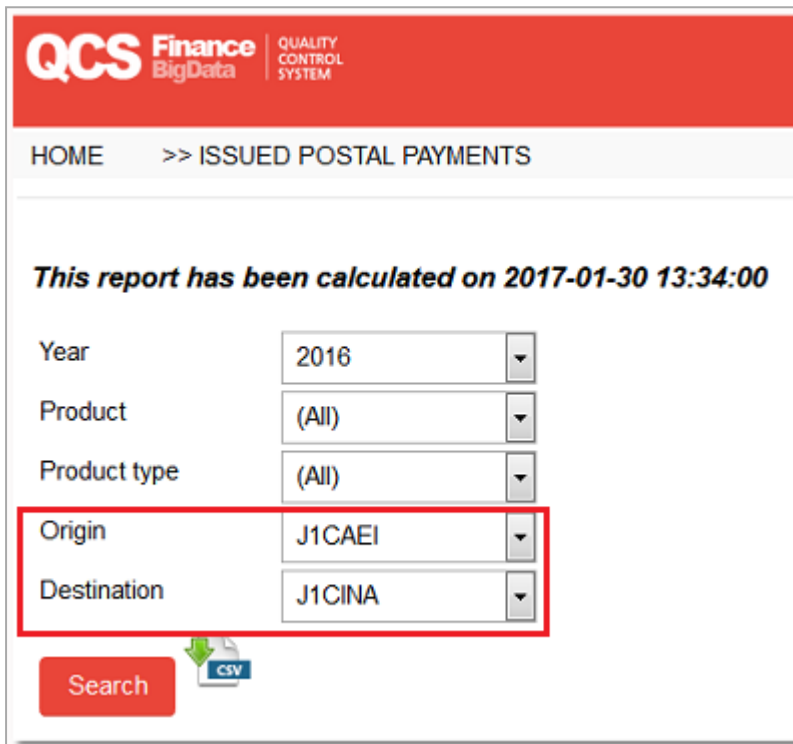 QCS Finance BigData QUALITY CONTROL SYSTEM
HOME >> ISSUED POSTAL PAYMENTS
This report has been calculated on 2017-01-30 13:34:00
Year 2016
Product (All)
Product type (All)
Origin J1CAEI
Destination J1CINA
Search CSV